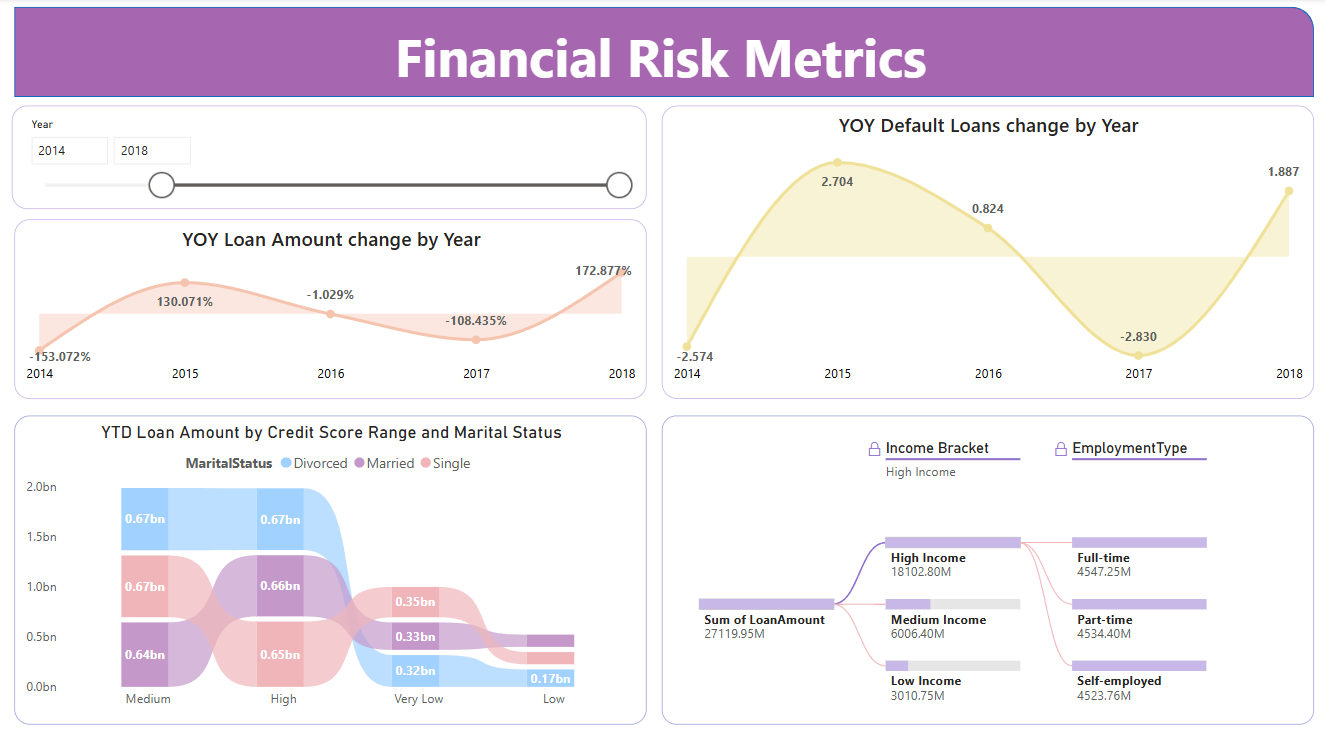 Financial Risk Metrics
Year
2014
2018
YOY Loan Amount change by Year
172.877%
130.071%
-1.029%
-108.435%
-153.072%
2014
2015
2016
2017
2018
YOY Default Loans change by Year
1.887
2.704
0.824
-2.830
-2.574
2014
2015
2016
2017
2018
YTD Loan Amount by Credit Score Range and Marital Status
MaritalStatus Divorced Married Single
2.0bn
1.5bn
1.0bn
0.5bn
0.0bn
0.67bn
0.67bn
0.64bn
0.67bn
0.66bn
0.65bn
0.35bn
0.33bn
0.32bn
0.17bn
Medium
High
Very Low
Low
Income Bracket
High Income
EmploymentType
Sum of LoanAmount
27119.95M
High Income
18102.80M
Medium Income
6006.40M
Low Income
3010.75M
Full-time
4547.25M
Part-time
4534.40M
Self-employed
4523.76M